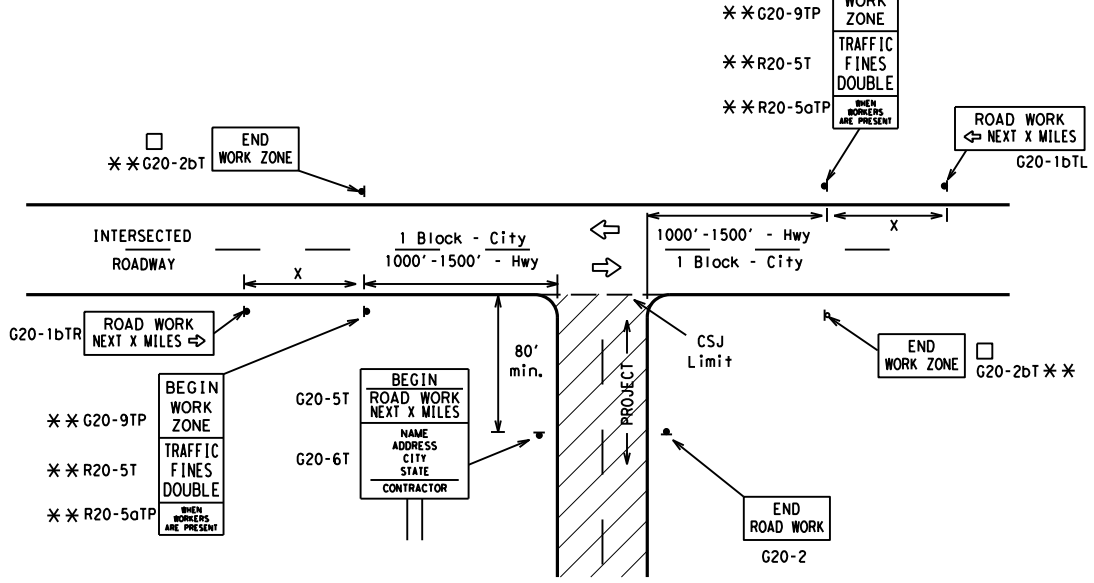 WORK
ZONE
✳✳G20-9TP
TRAFFIC
FINES
DOUBLE
✳✳R20-5T
WHEN
WORKERS
ARE PRESENT
✳✳R20-5aTP
ROAD WORK
⇦ NEXT X MILES
G20-1bTL
END
WORK ZONE
□
✳✳G20-2bT
INTERSECTED
ROADWAY
1 Block - City
1000'-1500' - Hwy
X
⇦
⇨
1000'-1500' - Hwy
1 Block - City
X
G20-1bTR
ROAD WORK
NEXT X MILES ⇨
80'
min.
CSJ
Limit
PROJECT
END
WORK ZONE
□
G20-2bT ✳✳
BEGIN
WORK
ZONE
✳✳G20-9TP
TRAFFIC
FINES
DOUBLE
✳✳R20-5T
WHEN
WORKERS
ARE PRESENT
✳✳R20-5aTP
G20-5T
BEGIN
ROAD WORK
NEXT X MILES
G20-6T
NAME
ADDRESS
CITY
STATE
CONTRACTOR
END
ROAD WORK
G20-2